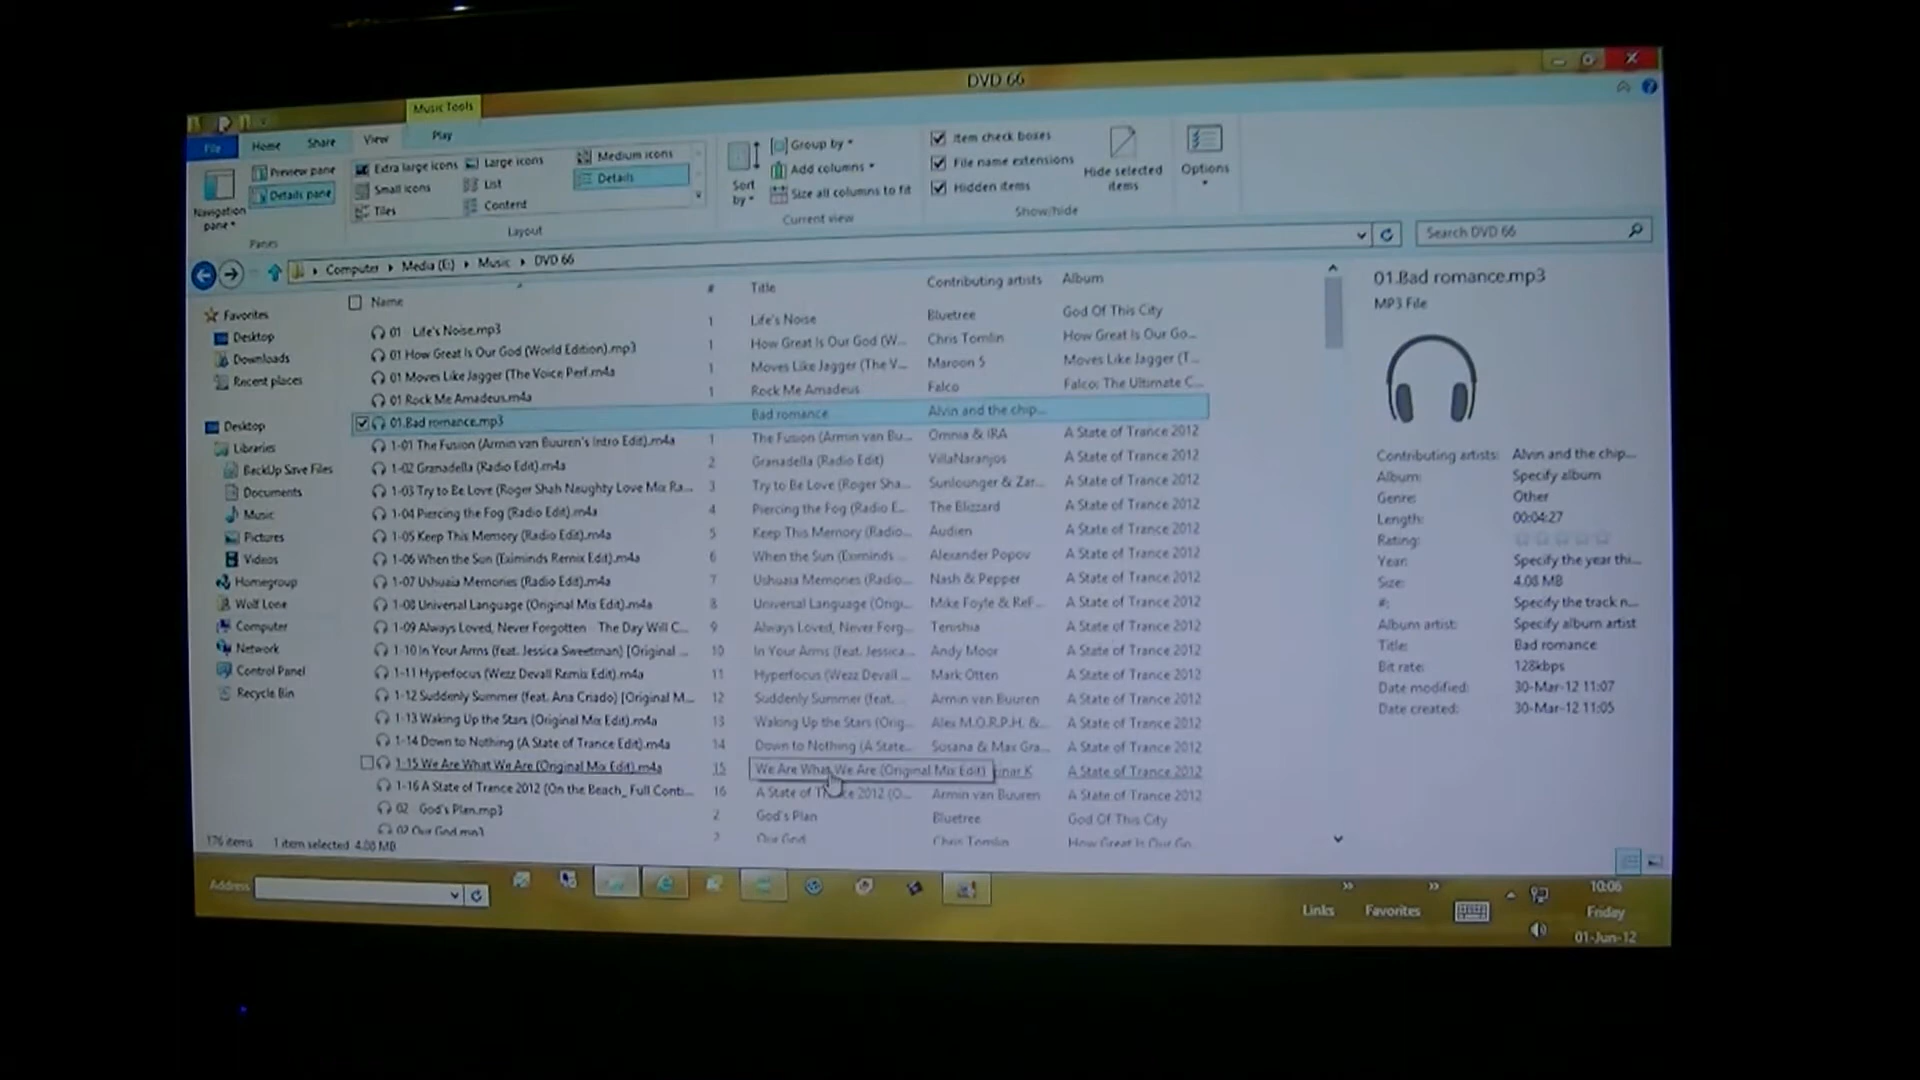 DVD 66
Music Tools
File Home Share View Play
Preview pane
Details pane
Navigation pane
Panes
Extra large icons Large icons Medium icons
Small icons List Details
Tiles Content
Layout
Sort by
Group by
Add columns
Size all columns to fit
Current view
Item check boxes
File name extensions
Hidden items
Hide selected items
Show/hide
Options
Computer Media (E:) Music DVD 66
Search DVD 66
Favorites
Desktop
Downloads
Recent places
Desktop
Libraries
BackUp Save Files
Documents
Music
Pictures
Videos
Homegroup
Wolf Lone
Computer
Network
Control Panel
Recycle Bin
Name # Title Contributing artists Album
01 Life's Noise.mp3 1 Life's Noise Bluetree God Of This City
01 How Great Is Our God (World Edition).mp3 1 How Great Is Our God (W... Chris Tomlin How Great Is Our Go...
01 Moves Like Jagger (The Voice Perf.m4a 1 Moves Like Jagger (The V... Maroon 5 Moves Like Jagger (T...
01 Rock Me Amadeus.m4a 1 Rock Me Amadeus Falco Falco: The Ultimate C...
01.Bad romance.mp3 Bad romance Alvin and the chip...
1-01 The Fusion (Armin van Buuren's Intro Edit).m4a 1 The Fusion (Armin van Bu... Omnia & IRA A State of Trance 2012
1-02 Granadella (Radio Edit).m4a 2 Granadella (Radio Edit) VillaNaranjos A State of Trance 2012
1-03 Try to Be Love (Roger Shah Naughty Love Mix Ra... 3 Try to Be Love (Roger Sha... Sunlounger & Zar... A State of Trance 2012
1-04 Piercing the Fog (Radio Edit).m4a 4 Piercing the Fog (Radio E... The Blizzard A State of Trance 2012
1-05 Keep This Memory (Radio Edit).m4a 5 Keep This Memory (Radio... Audien A State of Trance 2012
1-06 When the Sun (Eximinds Remix Edit).m4a 6 When the Sun (Eximinds ... Alexander Popov A State of Trance 2012
1-07 Ushuaia Memories (Radio Edit).m4a 7 Ushuaia Memories (Radio... Nash & Pepper A State of Trance 2012
1-08 Universal Language (Original Mix Edit).m4a 8 Universal Language (Origi... Mike Foyle & ReF... A State of Trance 2012
1-09 Always Loved, Never Forgotten - The Day Will C... 9 Always Loved, Never Forg... Tenishia A State of Trance 2012
1-10 In Your Arms (feat. Jessica Sweetman) [Original ... 10 In Your Arms (feat. Jessica... Andy Moor A State of Trance 2012
1-11 Hyperfocus (Wezz Devall Remix Edit).m4a 11 Hyperfocus (Wezz Devall ... Mark Otten A State of Trance 2012
1-12 Suddenly Summer (feat. Ana Criado) [Original M... 12 Suddenly Summer (feat. ... Armin van Buuren A State of Trance 2012
1-13 Waking Up the Stars (Original Mix Edit).m4a 13 Waking Up the Stars (Orig... Alex M.O.R.P.H. &... A State of Trance 2012
1-14 Down to Nothing (A State of Trance Edit).m4a 14 Down to Nothing (A State... Susana & Max Gra... A State of Trance 2012
1-15 We Are What We Are (Original Mix Edit).m4a 15 We Are What We Are (Original Mix Edit) A State of Trance 2012
1-16 A State of Trance 2012 (On the Beach_ Full Conti... 16 A State of Trance 2012 (O... Armin van Buuren A State of Trance 2012
02 God's Plan.mp3 2 God's Plan Bluetree God Of This City
02 Our God.mp3 2 Our God Chris Tomlin How Great Is Our Go...
01.Bad romance.mp3
MP3 File
Contributing artists: Alvin and the chip...
Album: Specify album
Genre: Other
Length: 00:04:27
Rating:
Year: Specify the year thi...
Size: 4.08 MB
#: Specify the track n...
Album artist: Specify album artist
Title: Bad romance
Bit rate: 128kbps
Date modified: 30-Mar-12 11:07
Date created: 30-Mar-12 11:05
176 items 1 item selected 4.08 MB
Address
Links Favorites
10:06
Friday
01-Jun-12